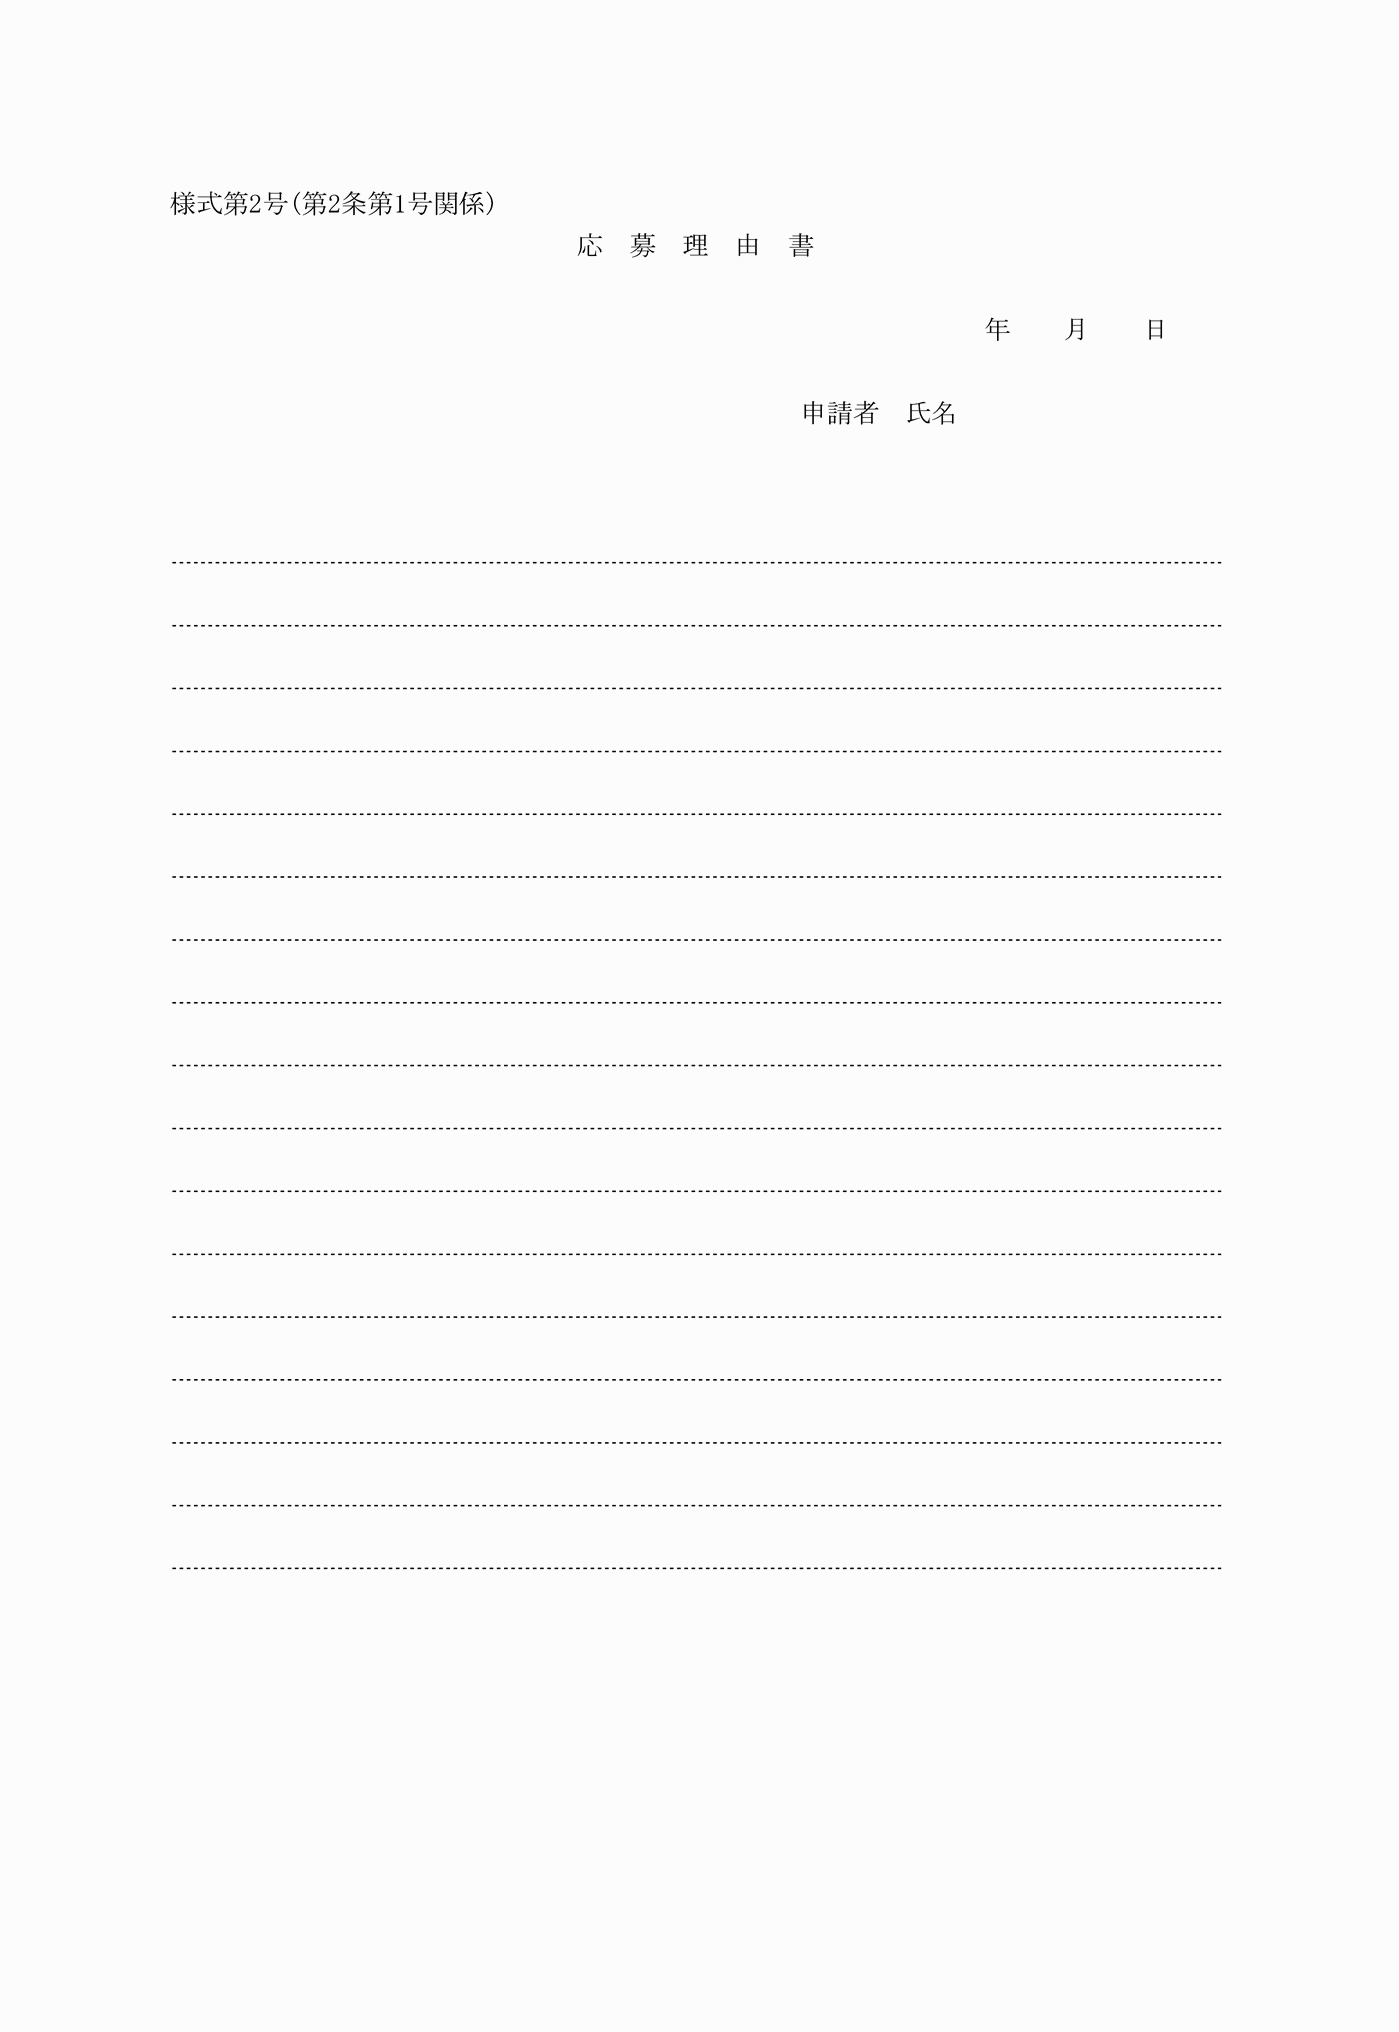 様式第2号(第2条第1号関係)
応　募　理　由　書
年　　月　　日
申請者　氏名